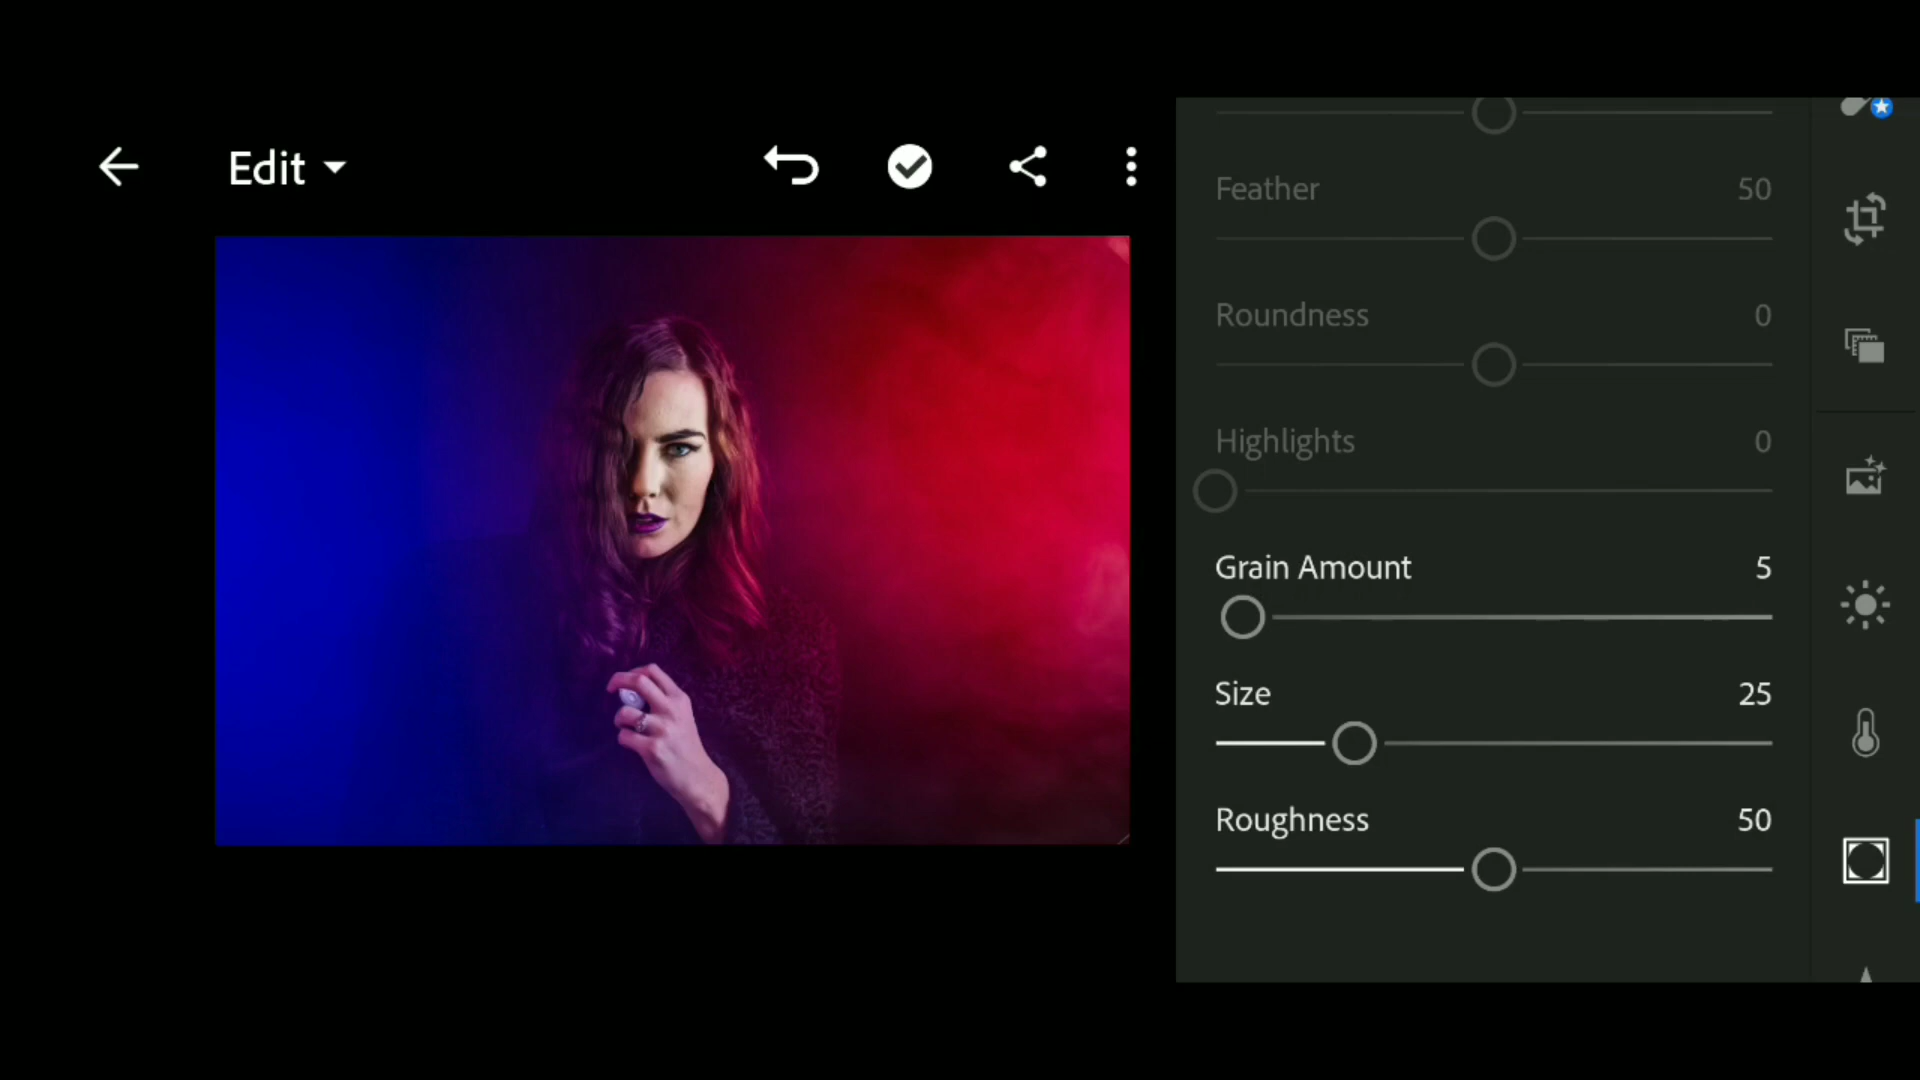 Edit
Feather 50
Roundness 0
Highlights 0
Grain Amount 5
Size 25
Roughness 50